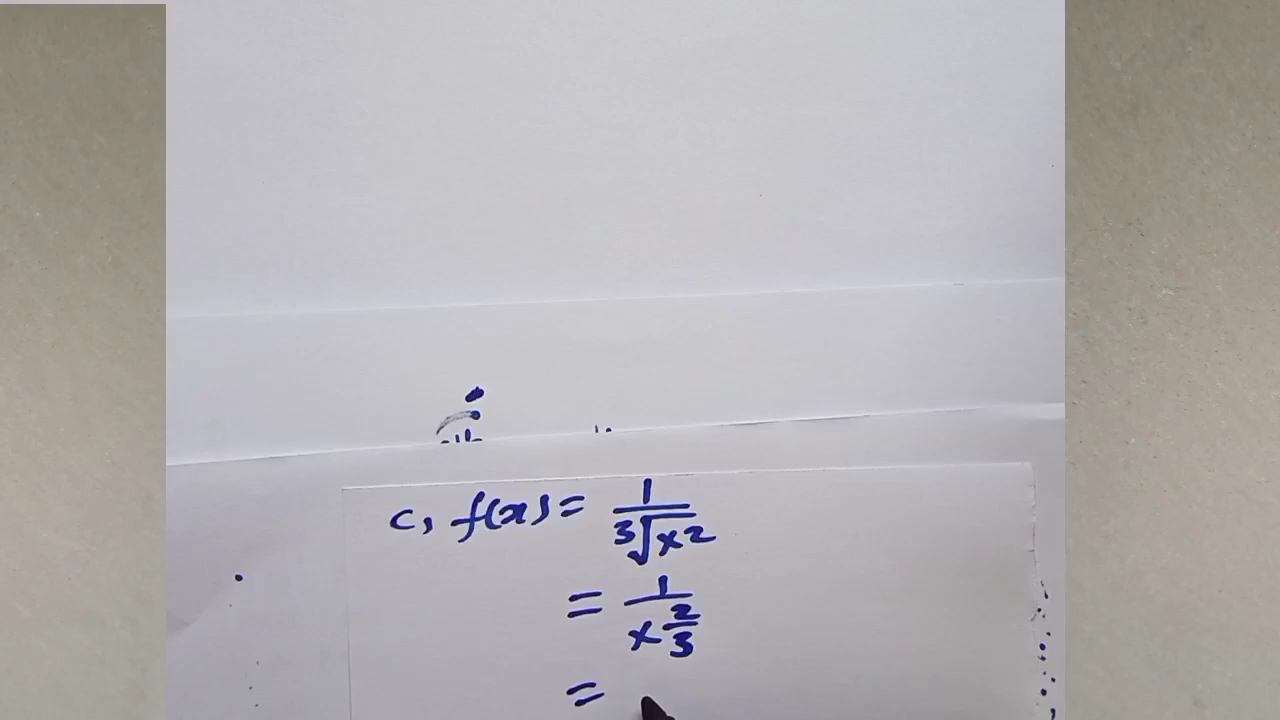 c, f(x) = 1/∛x2
= 1/x^(2/3)
=